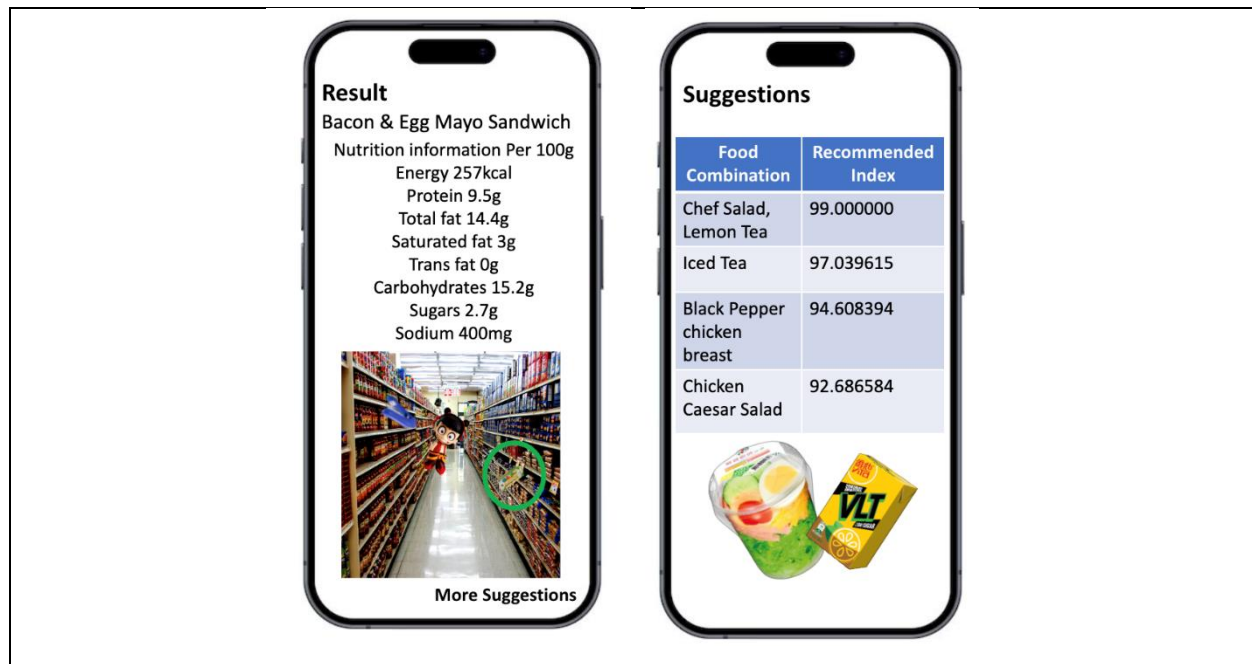 Result
Bacon & Egg Mayo Sandwich
Nutrition information Per 100g
Energy 257kcal
Protein 9.5g
Total fat 14.4g
Saturated fat 3g
Trans fat 0g
Carbohydrates 15.2g
Sugars 2.7g
Sodium 400mg
More Suggestions
Suggestions
Food
Combination
Recommended
Index
Chef Salad,
Lemon Tea
99.000000
Iced Tea
97.039615
Black Pepper
chicken
breast
94.608394
Chicken
Caesar Salad
92.686584
VLT